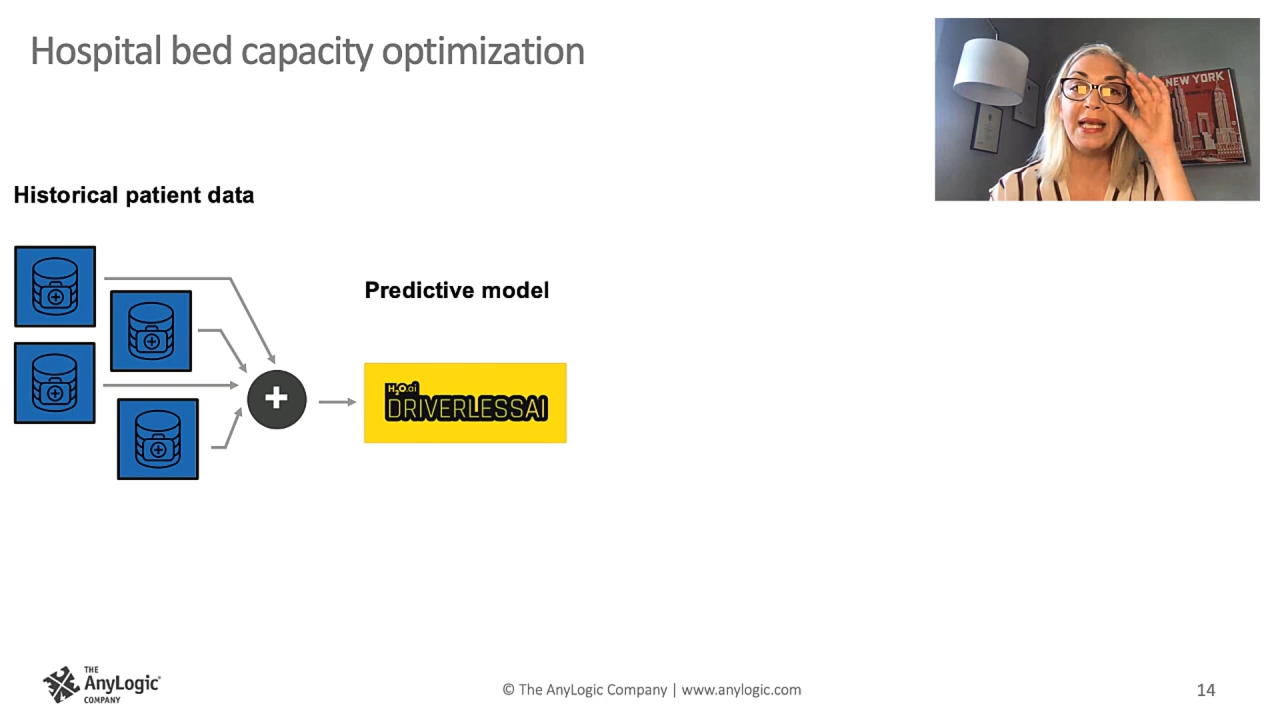 Hospital bed capacity optimization
NEW YORK
Historical patient data
Predictive model
H2O.ai
DRIVERLESSAI
THE
AnyLogic
COMPANY
© The AnyLogic Company | www.anylogic.com
14